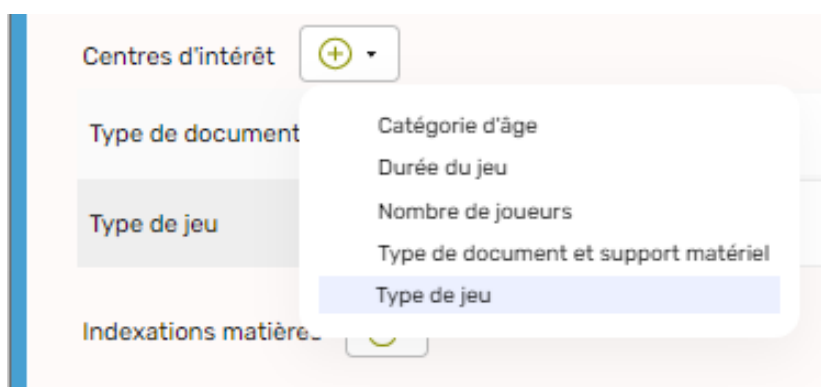 Centres d'intérêt
Catégorie d'âge
Type de document
Durée du jeu
Nombre de joueurs
Type de jeu
Type de document et support matériel
Type de jeu
Indexations matières